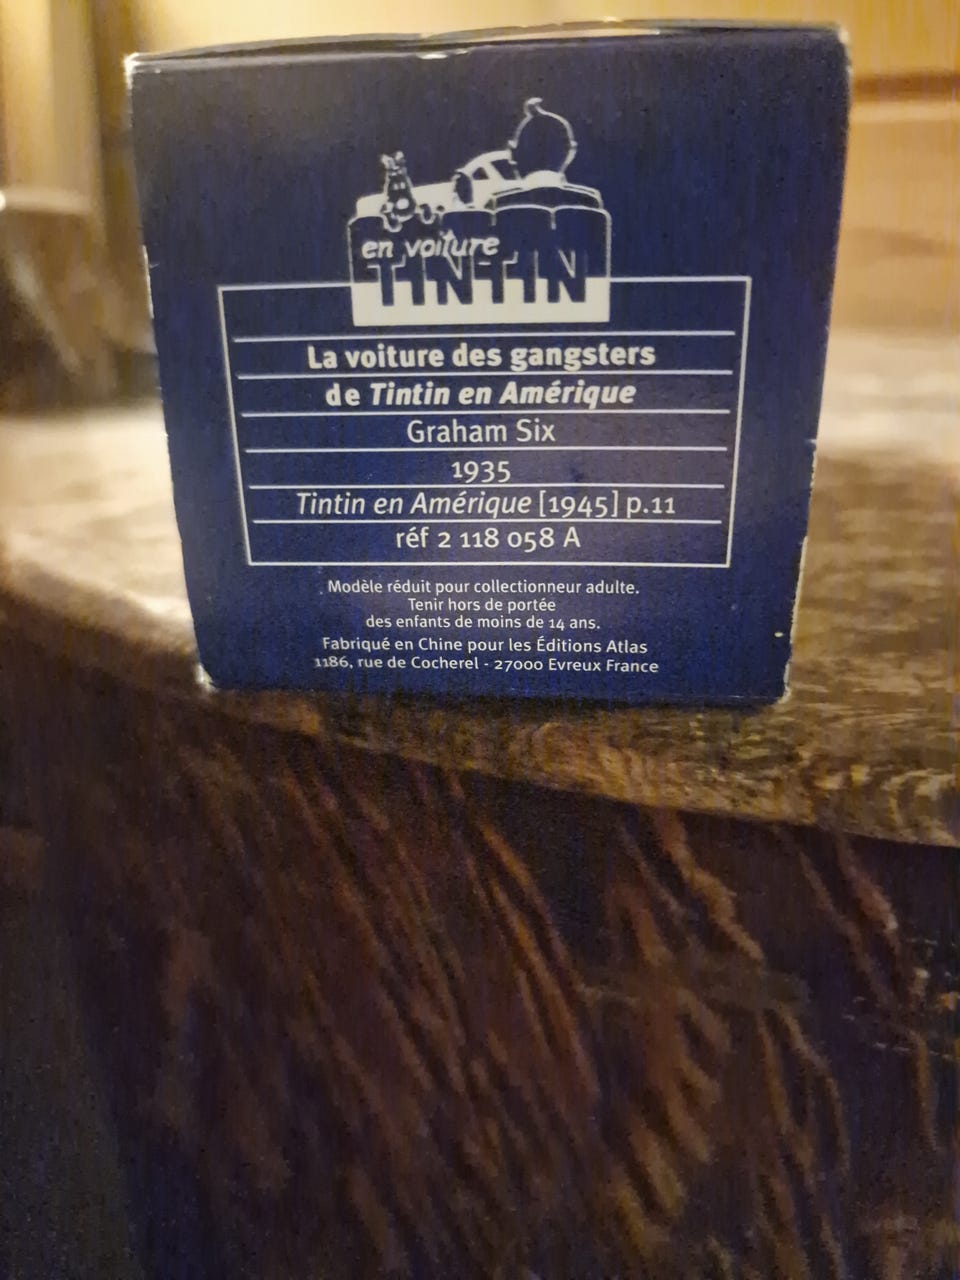 en voiture
TINTIN
La voiture des gangsters
de Tintin en Amérique
Graham Six
1935
Tintin en Amérique [1945] p.11
réf 2 118 058 A
Modèle réduit pour collectionneur adulte.
Tenir hors de portée
des enfants de moins de 14 ans.
Fabriqué en Chine pour les Éditions Atlas
1186, rue de Cocherel - 27000 Evreux France